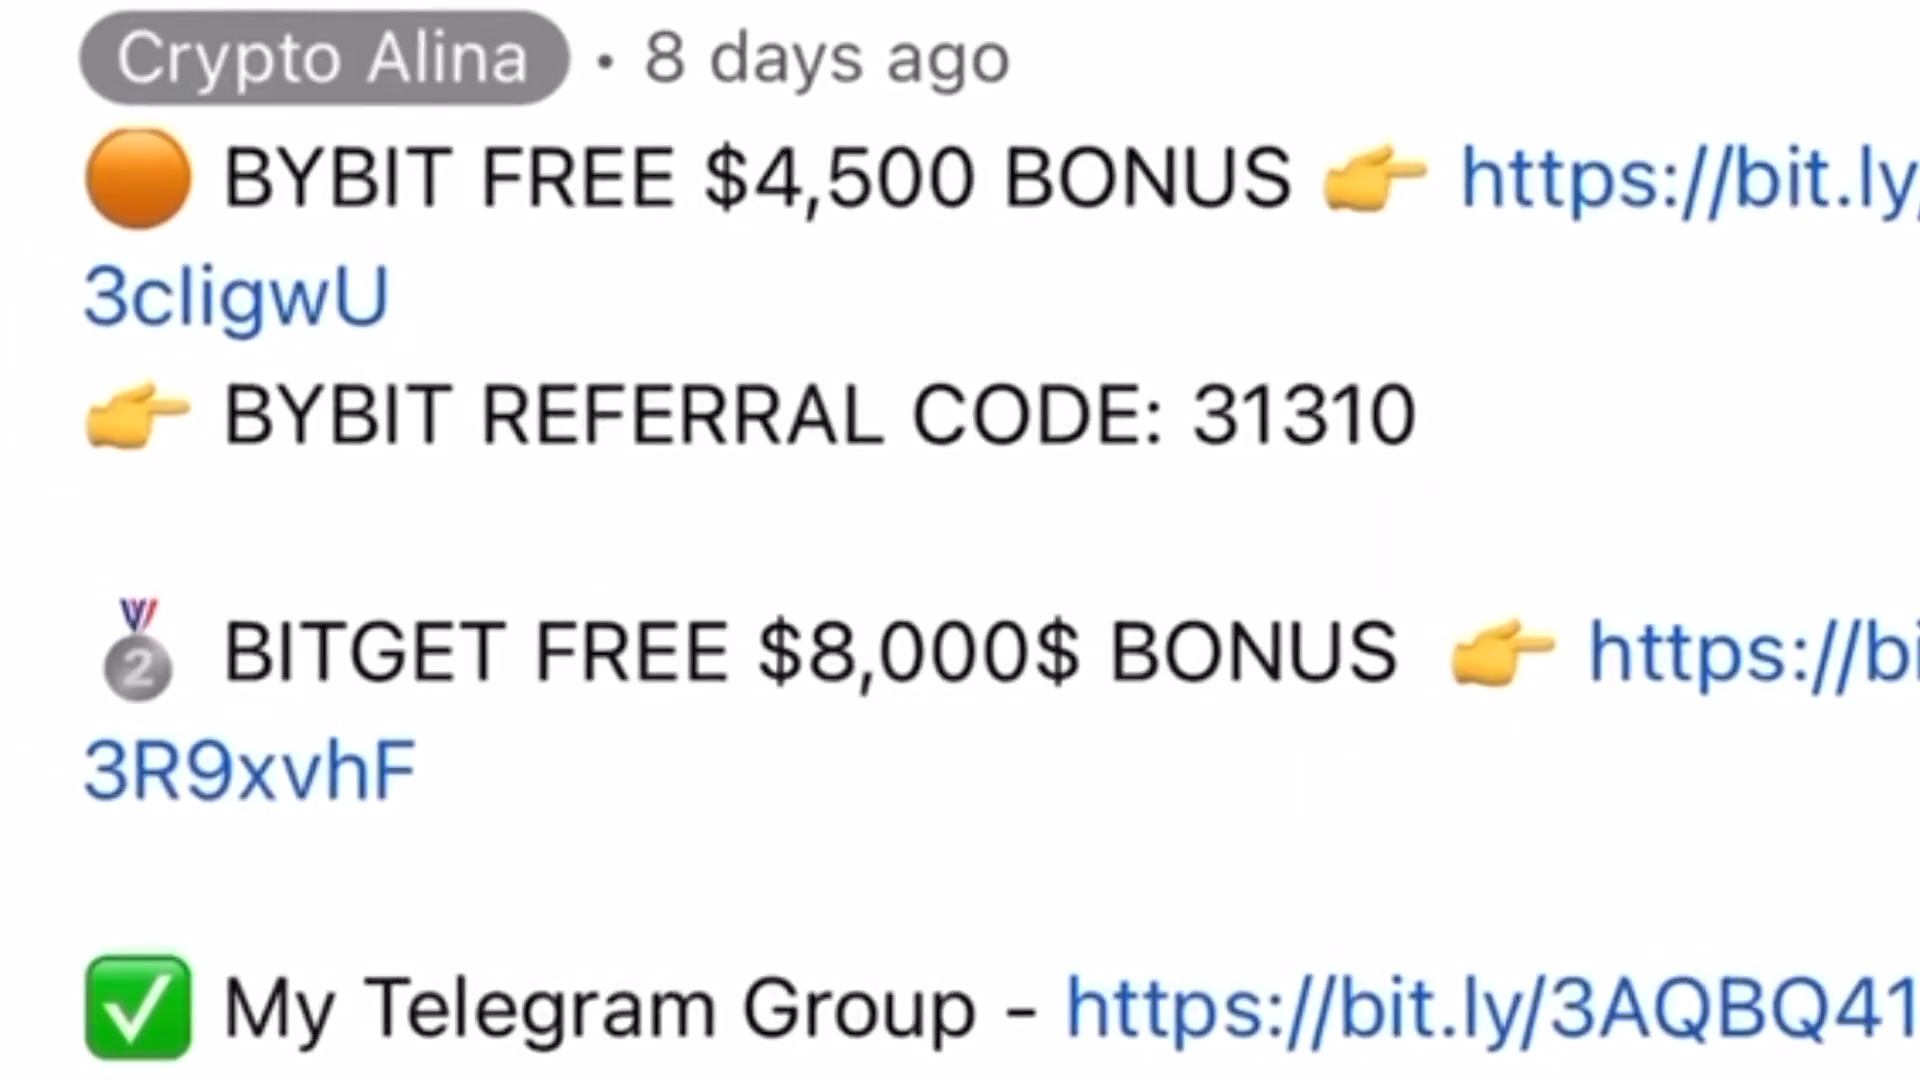 Crypto Alina • 8 days ago
🟠 BYBIT FREE $4,500 BONUS 👉 https://bit.ly/
3cIigwU
👉 BYBIT REFERRAL CODE: 31310
🥈 BITGET FREE $8,000$ BONUS 👉 https://bi
3R9xvhF
✅ My Telegram Group - https://bit.ly/3AQBQ41